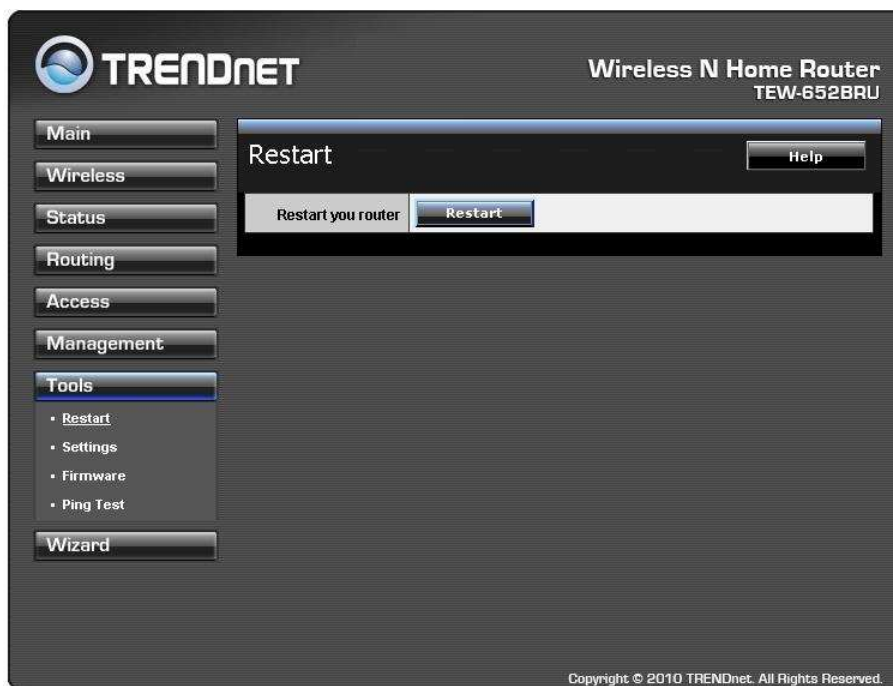 TRENDNET
Wireless N Home Router
TEW-652BRU
Main
Wireless
Status
Routing
Access
Management
Tools
• Restart
• Settings
• Firmware
• Ping Test
Wizard
Restart
Help
Restart you router
Restart
Copyright © 2010 TRENDnet. All Rights Reserved.